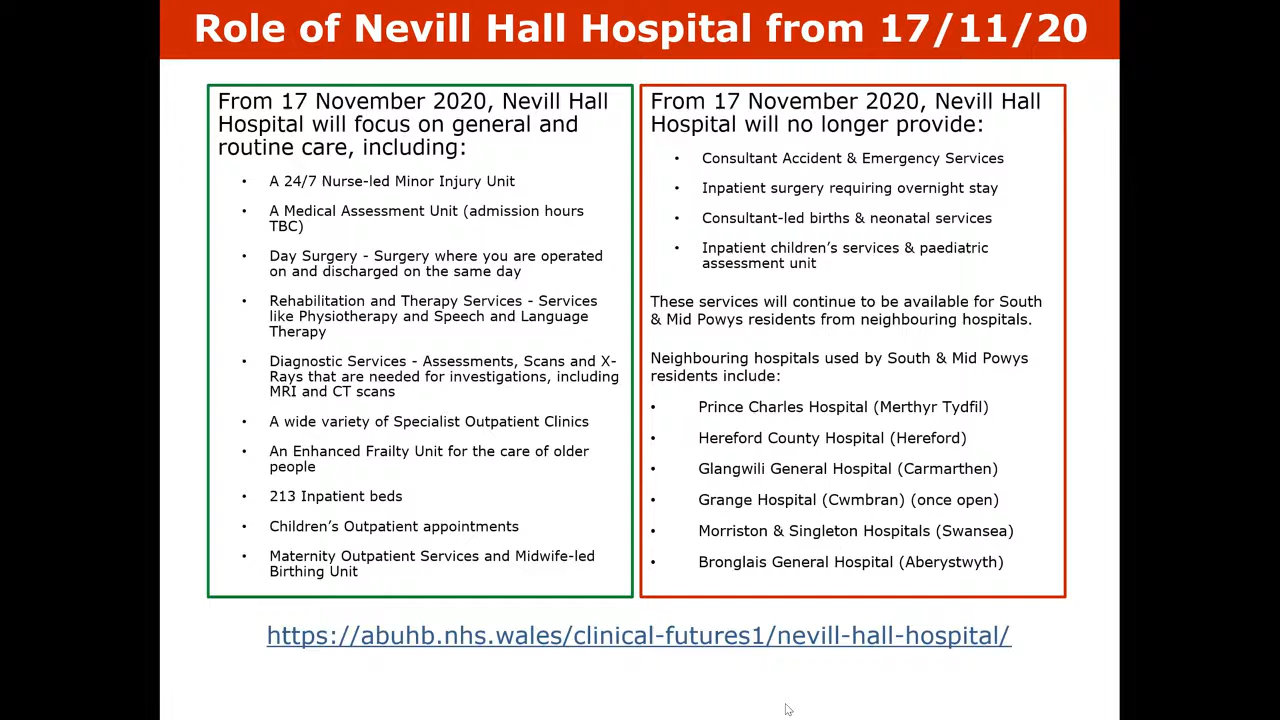 Role of Nevill Hall Hospital from 17/11/20
From 17 November 2020, Nevill Hall
Hospital will focus on general and
routine care, including:
• A 24/7 Nurse-led Minor Injury Unit
• A Medical Assessment Unit (admission hours
TBC)
• Day Surgery - Surgery where you are operated
on and discharged on the same day
• Rehabilitation and Therapy Services - Services
like Physiotherapy and Speech and Language
Therapy
• Diagnostic Services - Assessments, Scans and X-
Rays that are needed for investigations, including
MRI and CT scans
• A wide variety of Specialist Outpatient Clinics
• An Enhanced Frailty Unit for the care of older
people
• 213 Inpatient beds
• Children’s Outpatient appointments
• Maternity Outpatient Services and Midwife-led
Birthing Unit
From 17 November 2020, Nevill Hall
Hospital will no longer provide:
• Consultant Accident & Emergency Services
• Inpatient surgery requiring overnight stay
• Consultant-led births & neonatal services
• Inpatient children’s services & paediatric
assessment unit
These services will continue to be available for South
& Mid Powys residents from neighbouring hospitals.
Neighbouring hospitals used by South & Mid Powys
residents include:
• Prince Charles Hospital (Merthyr Tydfil)
• Hereford County Hospital (Hereford)
• Glangwili General Hospital (Carmarthen)
• Grange Hospital (Cwmbran) (once open)
• Morriston & Singleton Hospitals (Swansea)
• Bronglais General Hospital (Aberystwyth)
https://abuhb.nhs.wales/clinical-futures1/nevill-hall-hospital/